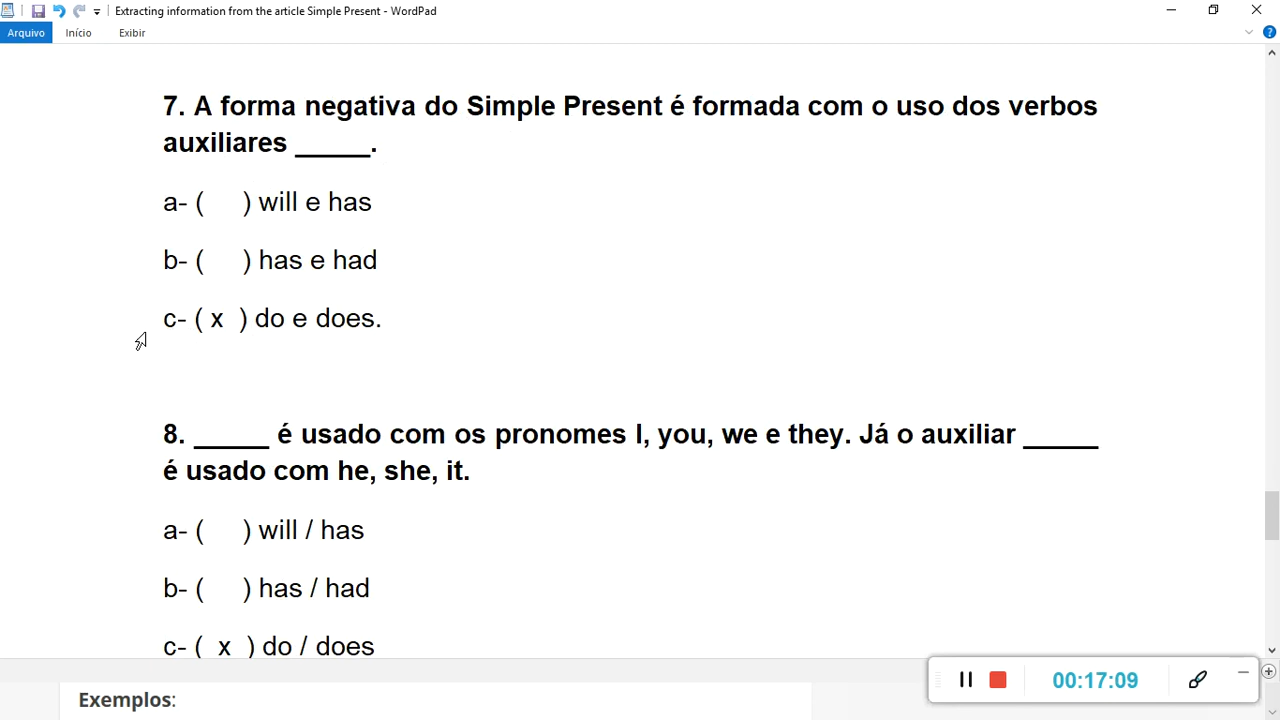 Extracting information from the article Simple Present - WordPad
Arquivo Início Exibir
7. A forma negativa do Simple Present é formada com o uso dos verbos
auxiliares _____.
a- ( ) will e has
b- ( ) has e had
c- ( x ) do e does.
8. _____ é usado com os pronomes I, you, we e they. Já o auxiliar _____
é usado com he, she, it.
a- ( ) will / has
b- ( ) has / had
c- ( x ) do / does
00:17:09
Exemplos: